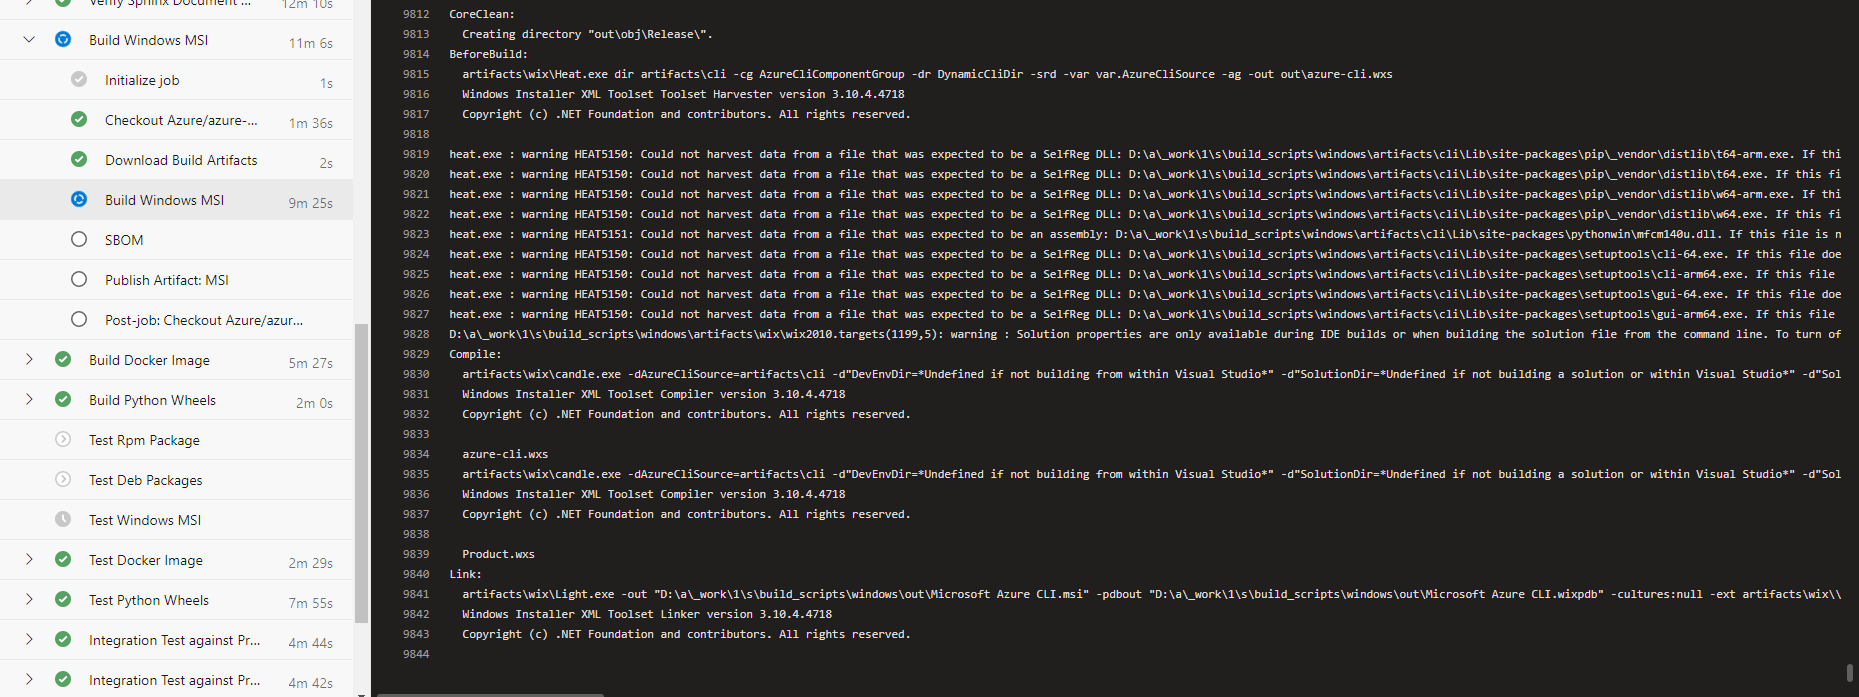 Verify Sphinx Document ...
12m 10s
Build Windows MSI
11m 6s
Initialize job
1s
Checkout Azure/azure-...
1m 36s
Download Build Artifacts
2s
Build Windows MSI
9m 25s
SBOM
Publish Artifact: MSI
Post-job: Checkout Azure/azur...
Build Docker Image
5m 27s
Build Python Wheels
2m 0s
Test Rpm Package
Test Deb Packages
Test Windows MSI
Test Docker Image
2m 29s
Test Python Wheels
7m 55s
Integration Test against Pr...
4m 44s
Integration Test against Pr...
4m 42s
9812 CoreClean:
9813 Creating directory "out\obj\Release\".
9814 BeforeBuild:
9815 artifacts\wix\Heat.exe dir artifacts\cli -cg AzureCliComponentGroup -dr DynamicCliDir -srd -var var.AzureCliSource -ag -out out\azure-cli.wxs
9816 Windows Installer XML Toolset Toolset Harvester version 3.10.4.4718
9817 Copyright (c) .NET Foundation and contributors. All rights reserved.
9818
9819 heat.exe : warning HEAT5150: Could not harvest data from a file that was expected to be a SelfReg DLL: D:\a\_work\1\s\build_scripts\windows\artifacts\cli\Lib\site-packages\pip\_vendor\distlib\t64-arm.exe. If thi
9820 heat.exe : warning HEAT5150: Could not harvest data from a file that was expected to be a SelfReg DLL: D:\a\_work\1\s\build_scripts\windows\artifacts\cli\Lib\site-packages\pip\_vendor\distlib\t64.exe. If this fi
9821 heat.exe : warning HEAT5150: Could not harvest data from a file that was expected to be a SelfReg DLL: D:\a\_work\1\s\build_scripts\windows\artifacts\cli\Lib\site-packages\pip\_vendor\distlib\w64-arm.exe. If thi
9822 heat.exe : warning HEAT5150: Could not harvest data from a file that was expected to be a SelfReg DLL: D:\a\_work\1\s\build_scripts\windows\artifacts\cli\Lib\site-packages\pip\_vendor\distlib\w64.exe. If this fi
9823 heat.exe : warning HEAT5151: Could not harvest data from a file that was expected to be an assembly: D:\a\_work\1\s\build_scripts\windows\artifacts\cli\Lib\site-packages\pythonwin\mfcm140u.dll. If this file is n
9824 heat.exe : warning HEAT5150: Could not harvest data from a file that was expected to be a SelfReg DLL: D:\a\_work\1\s\build_scripts\windows\artifacts\cli\Lib\site-packages\setuptools\cli-64.exe. If this file doe
9825 heat.exe : warning HEAT5150: Could not harvest data from a file that was expected to be a SelfReg DLL: D:\a\_work\1\s\build_scripts\windows\artifacts\cli\Lib\site-packages\setuptools\cli-arm64.exe. If this file
9826 heat.exe : warning HEAT5150: Could not harvest data from a file that was expected to be a SelfReg DLL: D:\a\_work\1\s\build_scripts\windows\artifacts\cli\Lib\site-packages\setuptools\gui-64.exe. If this file doe
9827 heat.exe : warning HEAT5150: Could not harvest data from a file that was expected to be a SelfReg DLL: D:\a\_work\1\s\build_scripts\windows\artifacts\cli\Lib\site-packages\setuptools\gui-arm64.exe. If this file
9828 D:\a\_work\1\s\build_scripts\windows\artifacts\wix\wix2010.targets(1199,5): warning : Solution properties are only available during IDE builds or when building the solution file from the command line. To turn of
9829 Compile:
9830 artifacts\wix\candle.exe -dAzureCliSource=artifacts\cli -d"DevEnvDir=*Undefined if not building from within Visual Studio*" -d"SolutionDir=*Undefined if not building a solution or within Visual Studio*" -d"Sol
9831 Windows Installer XML Toolset Compiler version 3.10.4.4718
9832 Copyright (c) .NET Foundation and contributors. All rights reserved.
9833
9834 azure-cli.wxs
9835 artifacts\wix\candle.exe -dAzureCliSource=artifacts\cli -d"DevEnvDir=*Undefined if not building from within Visual Studio*" -d"SolutionDir=*Undefined if not building a solution or within Visual Studio*" -d"Sol
9836 Windows Installer XML Toolset Compiler version 3.10.4.4718
9837 Copyright (c) .NET Foundation and contributors. All rights reserved.
9838
9839 Product.wxs
9840 Link:
9841 artifacts\wix\Light.exe -out "D:\a\_work\1\s\build_scripts\windows\out\Microsoft Azure CLI.msi" -pdbout "D:\a\_work\1\s\build_scripts\windows\out\Microsoft Azure CLI.wixpdb" -cultures:null -ext artifacts\wix\\
9842 Windows Installer XML Toolset Linker version 3.10.4.4718
9843 Copyright (c) .NET Foundation and contributors. All rights reserved.
9844